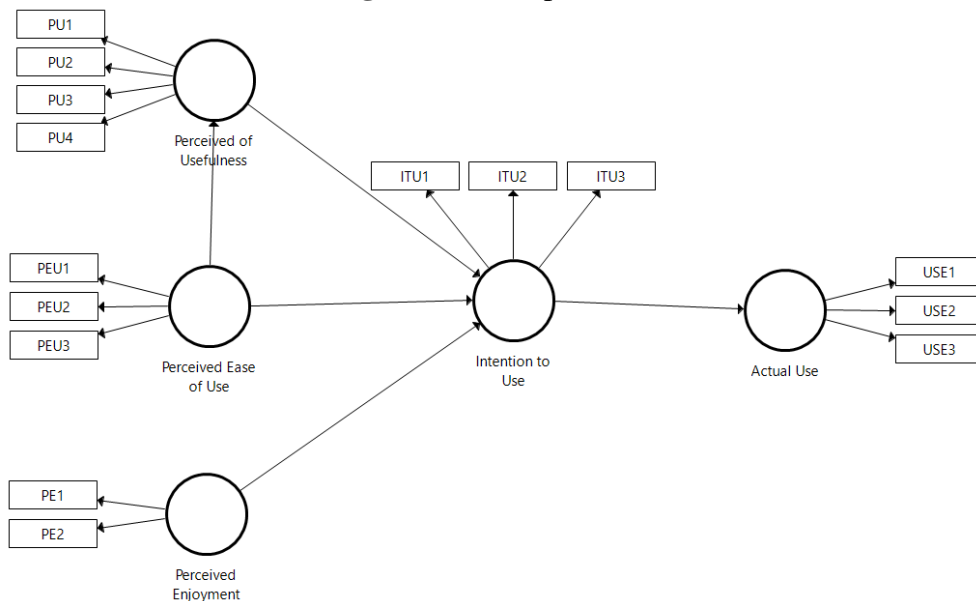 PU1
PU2
PU3
PU4
Perceived of
Usefulness
ITU1
ITU2
ITU3
PEU1
PEU2
PEU3
Perceived Ease
of Use
Intention to
Use
USE1
USE2
USE3
Actual Use
PE1
PE2
Perceived
Enjoyment